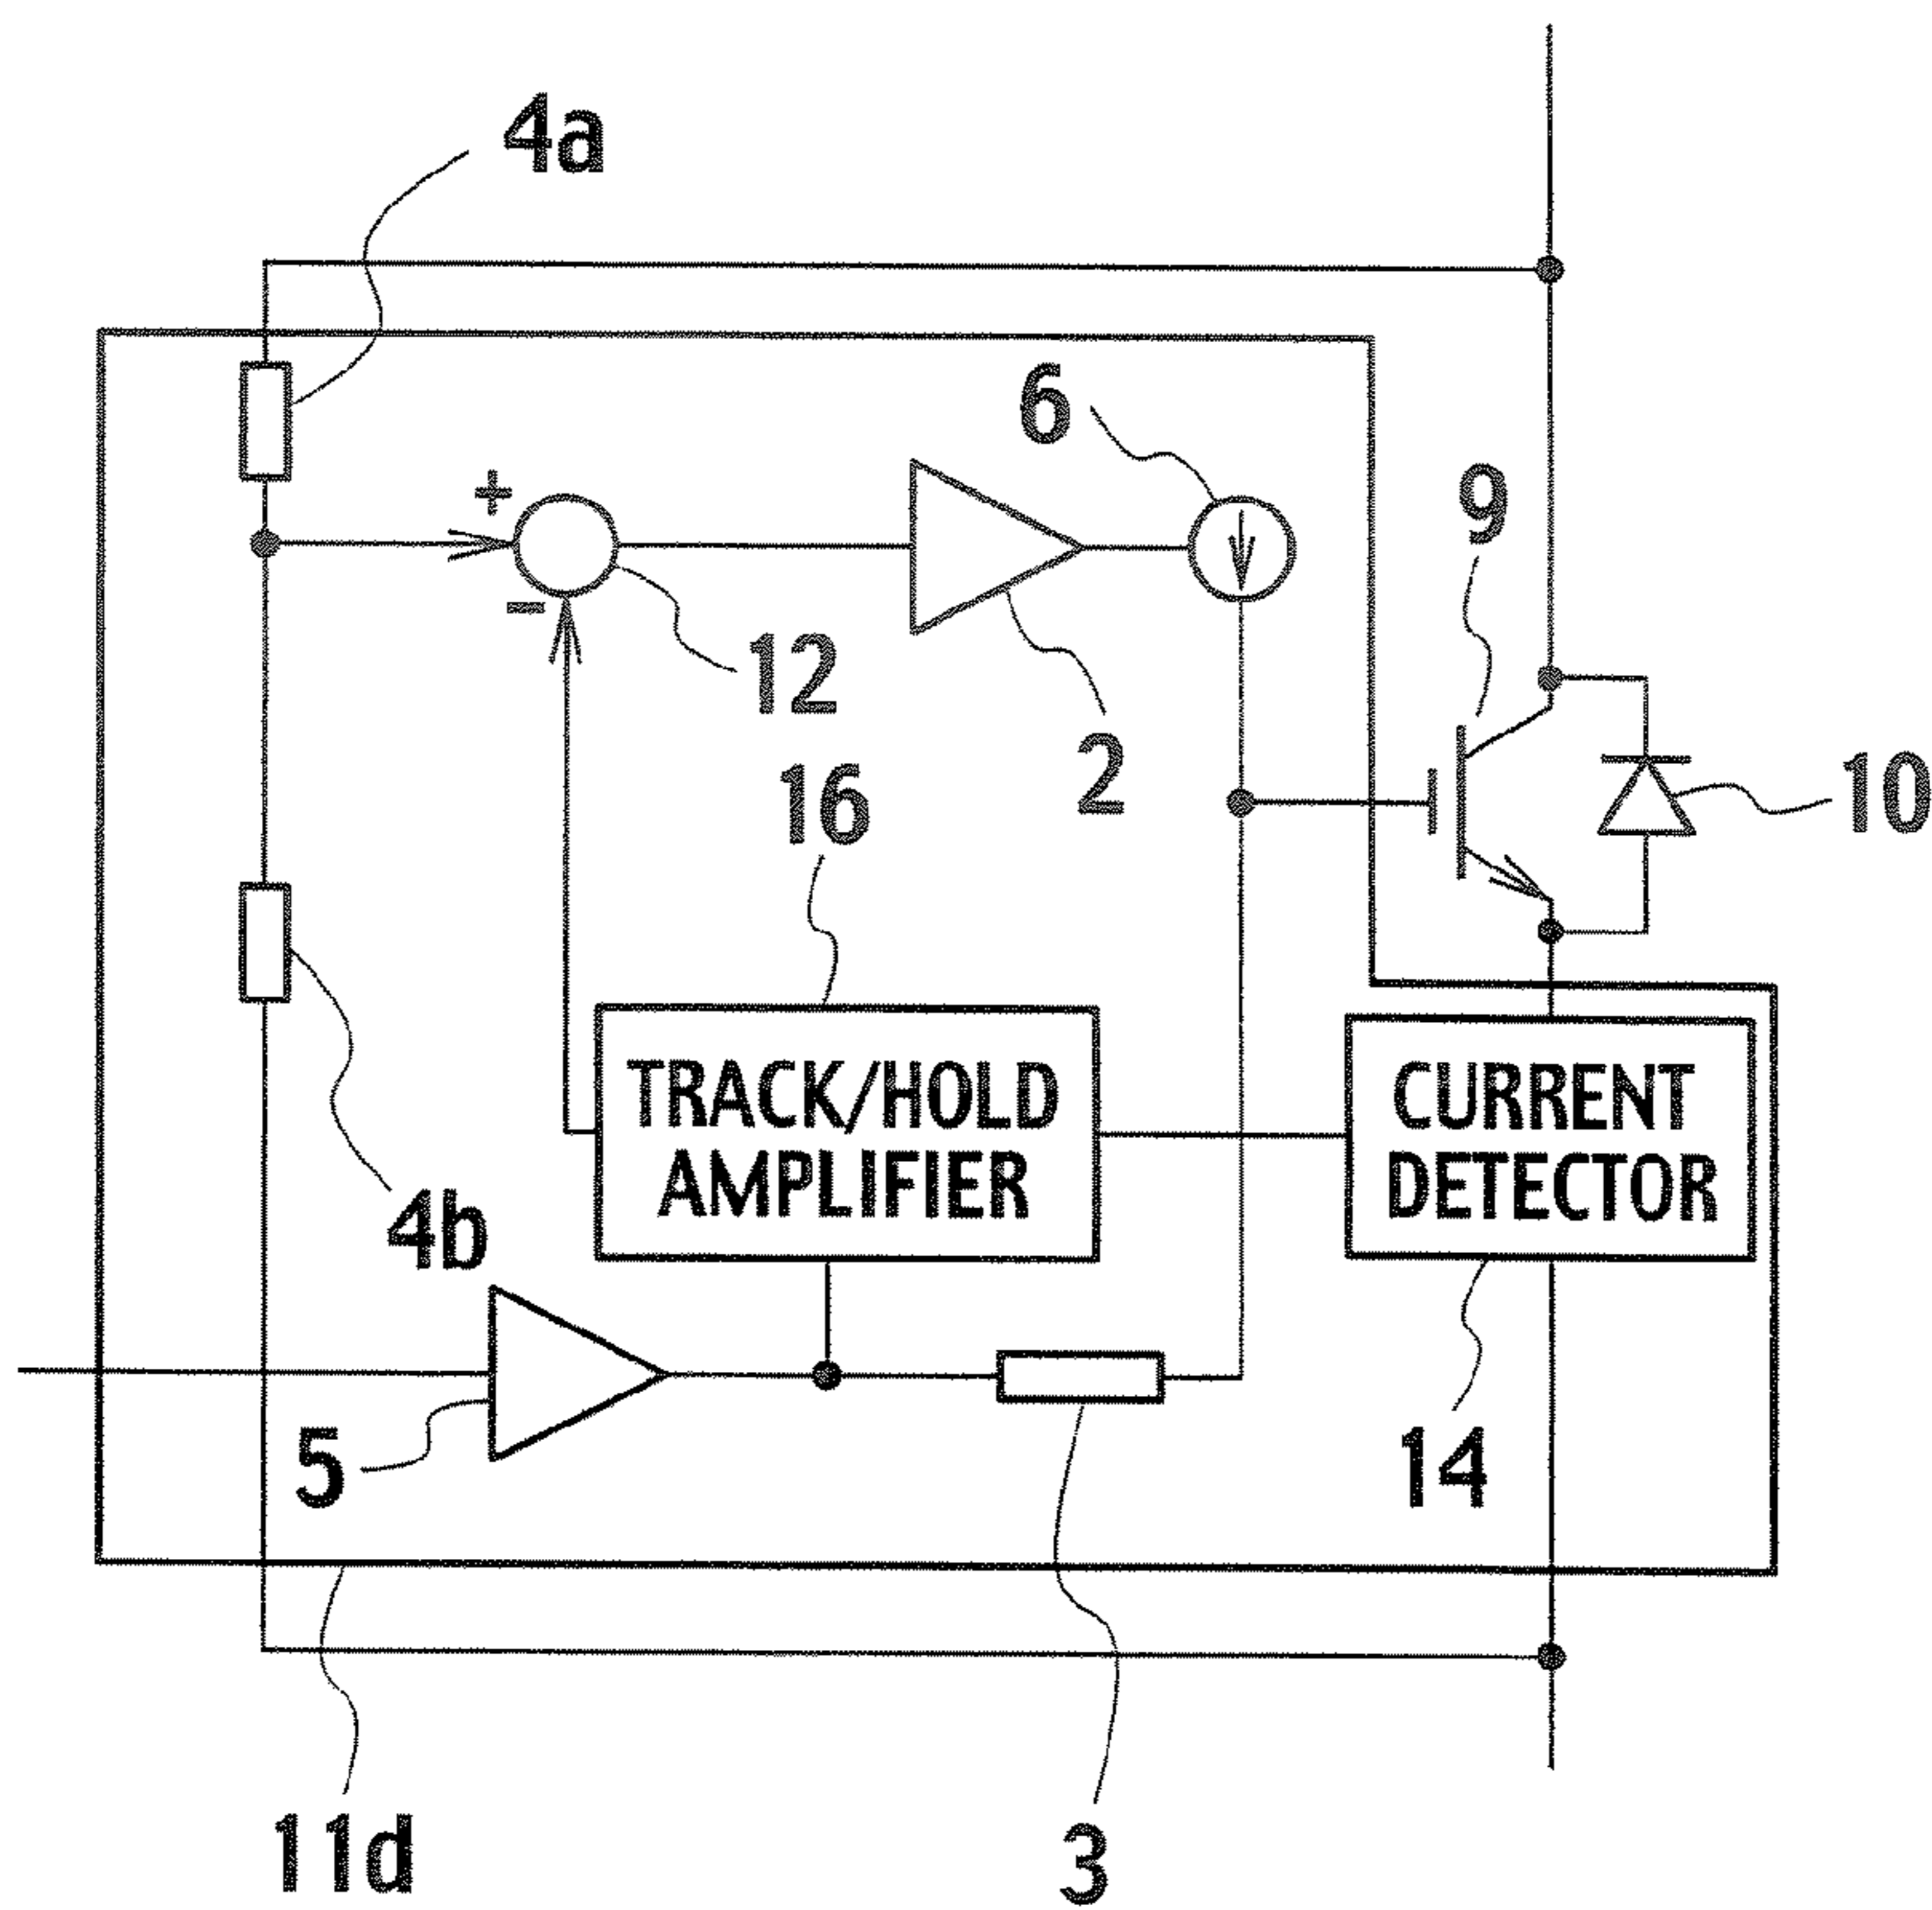 4a
6
9
+
-
12
2
10
16
TRACK/HOLD
AMPLIFIER
CURRENT
DETECTOR
4b
5
14
11d
3